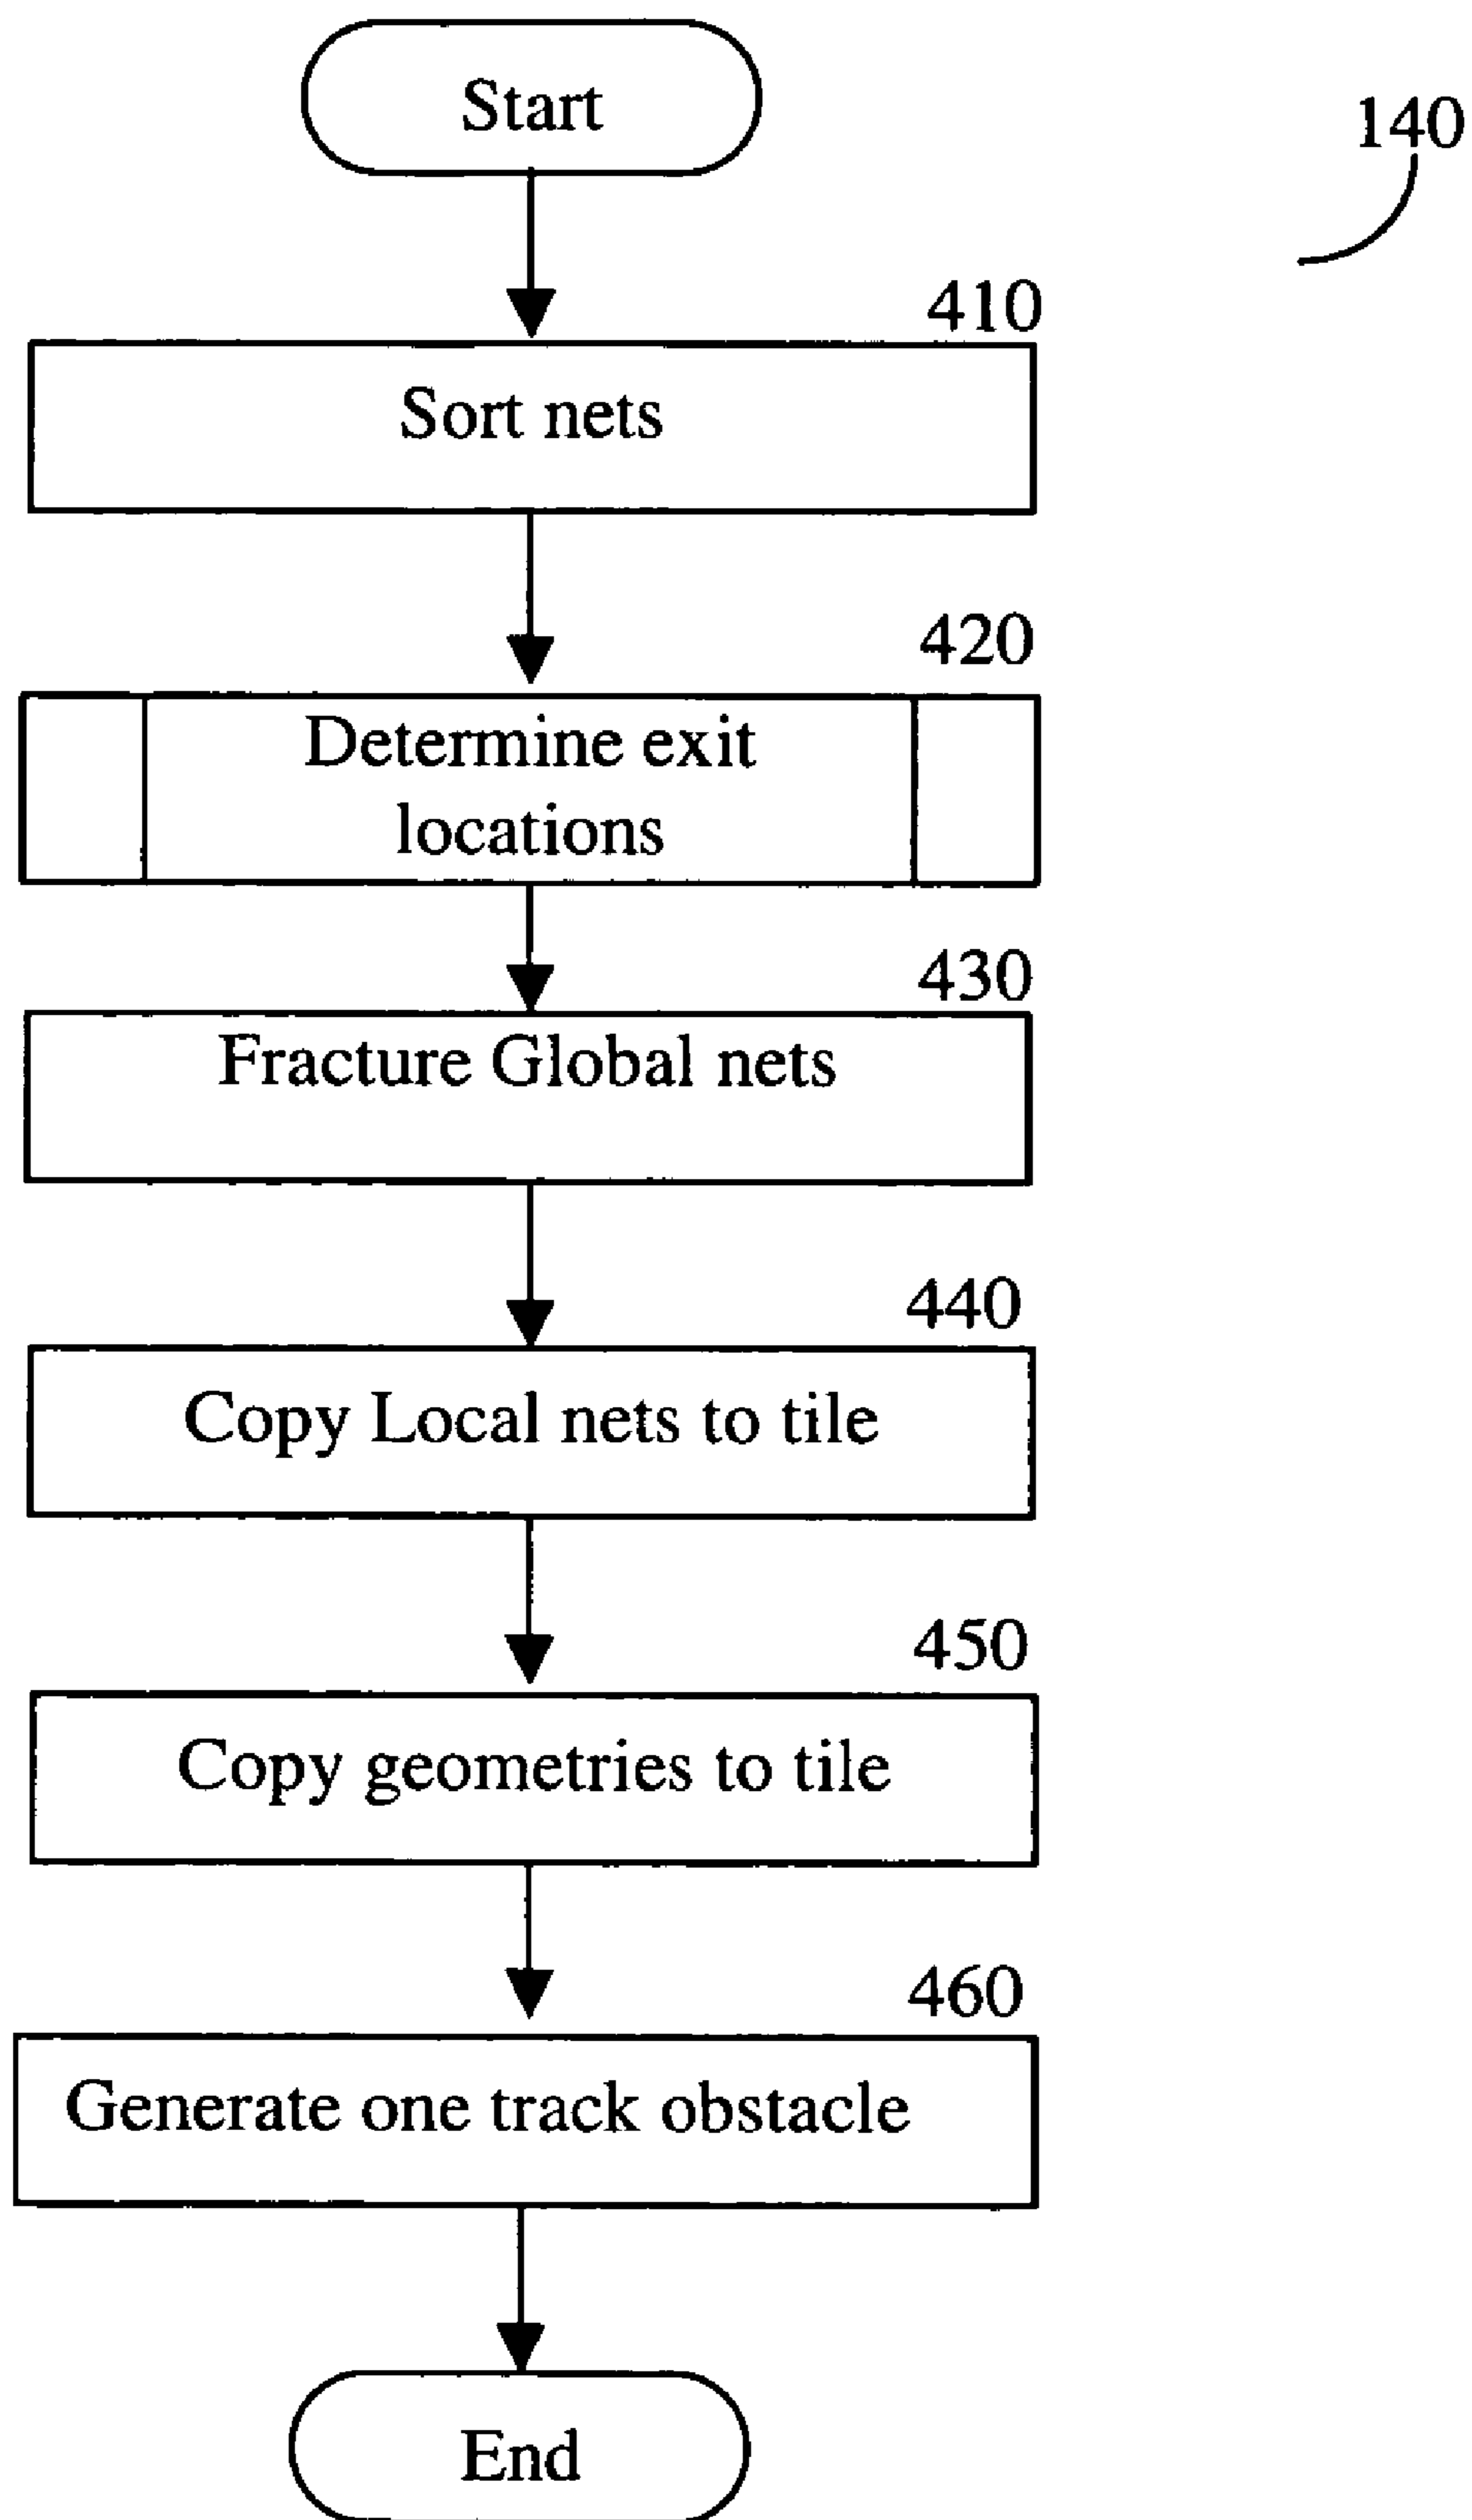 Start
140
410
Sort nets
420
Determine exit
locations
430
Fracture Global nets
440
Copy Local nets to tile
450
Copy geometries to tile
460
Generate one track obstacle
End